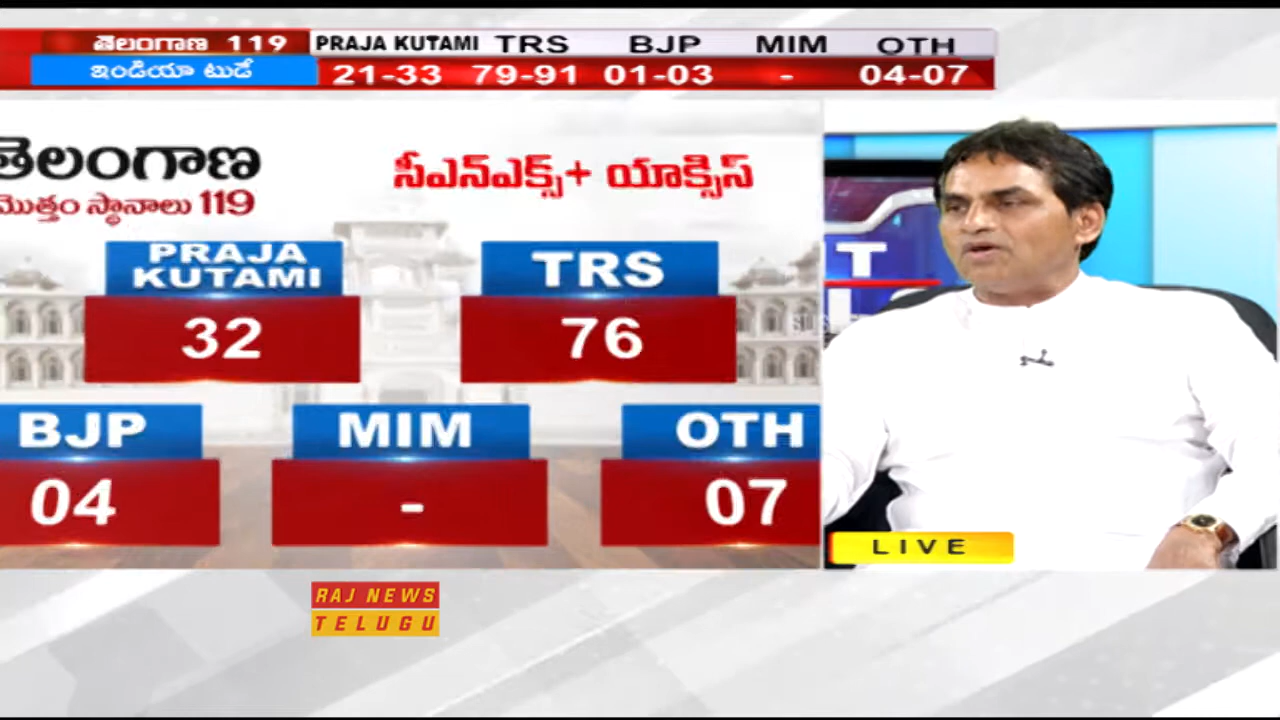 తెలంగాణ 119 PRAJA KUTAMI TRS BJP MIM OTH
ఇండియా టుడే 21-33 79-91 01-03 - 04-07
తెలంగాణ
మొత్తం స్థానాలు 119
సీఎన్ఎక్స్+ యాక్సిస్
PRAJA
KUTAMI
TRS
32
76
BJP
MIM
OTH
04
-
07
T
LIVE
RAJ NEWS
TELUGU